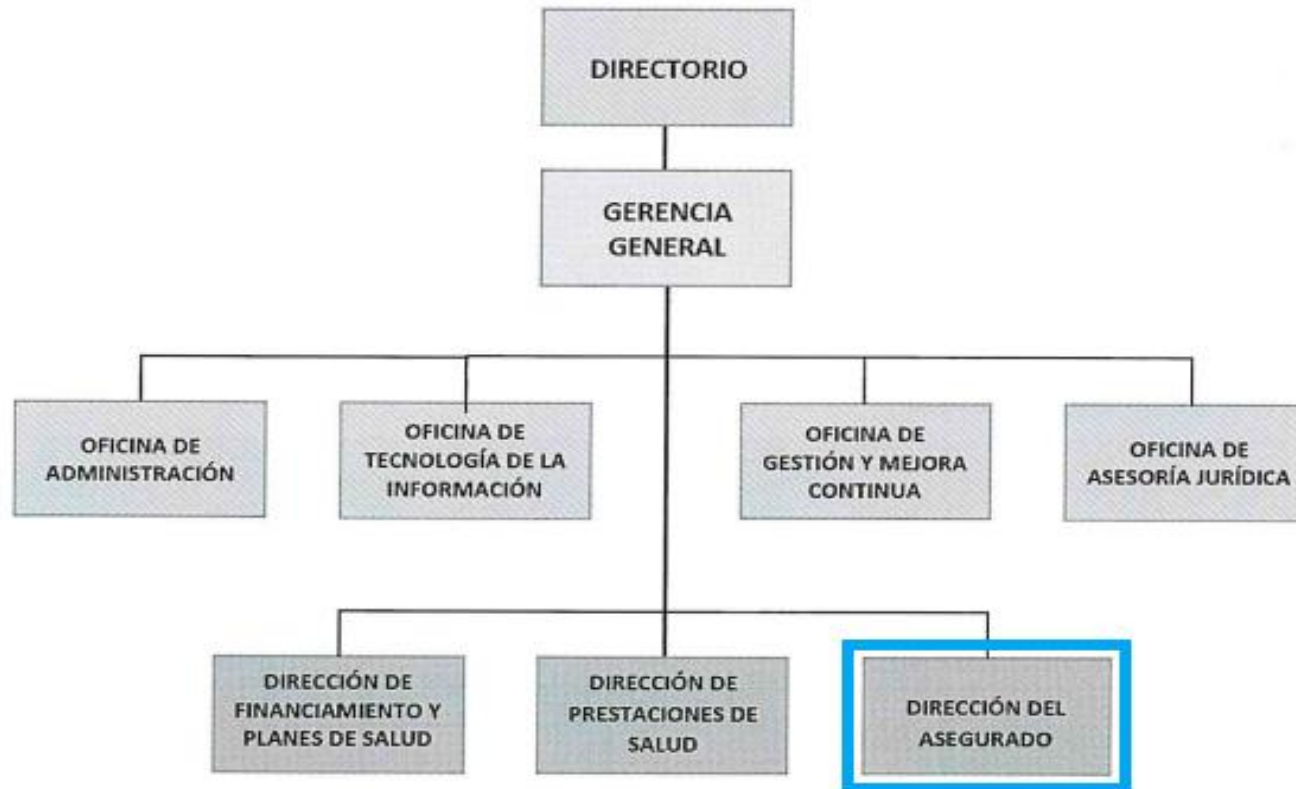 DIRECTORIO
GERENCIA
GENERAL
OFICINA DE
ADMINISTRACIÓN
OFICINA DE
TECNOLOGÍA DE LA
INFORMACIÓN
OFICINA DE
GESTIÓN Y MEJORA
CONTINUA
OFICINA DE
ASESORÍA JURÍDICA
DIRECCIÓN DE
FINANCIAMIENTO Y
PLANES DE SALUD
DIRECCIÓN DE
PRESTACIONES DE
SALUD
DIRECCIÓN DEL
ASEGURADO